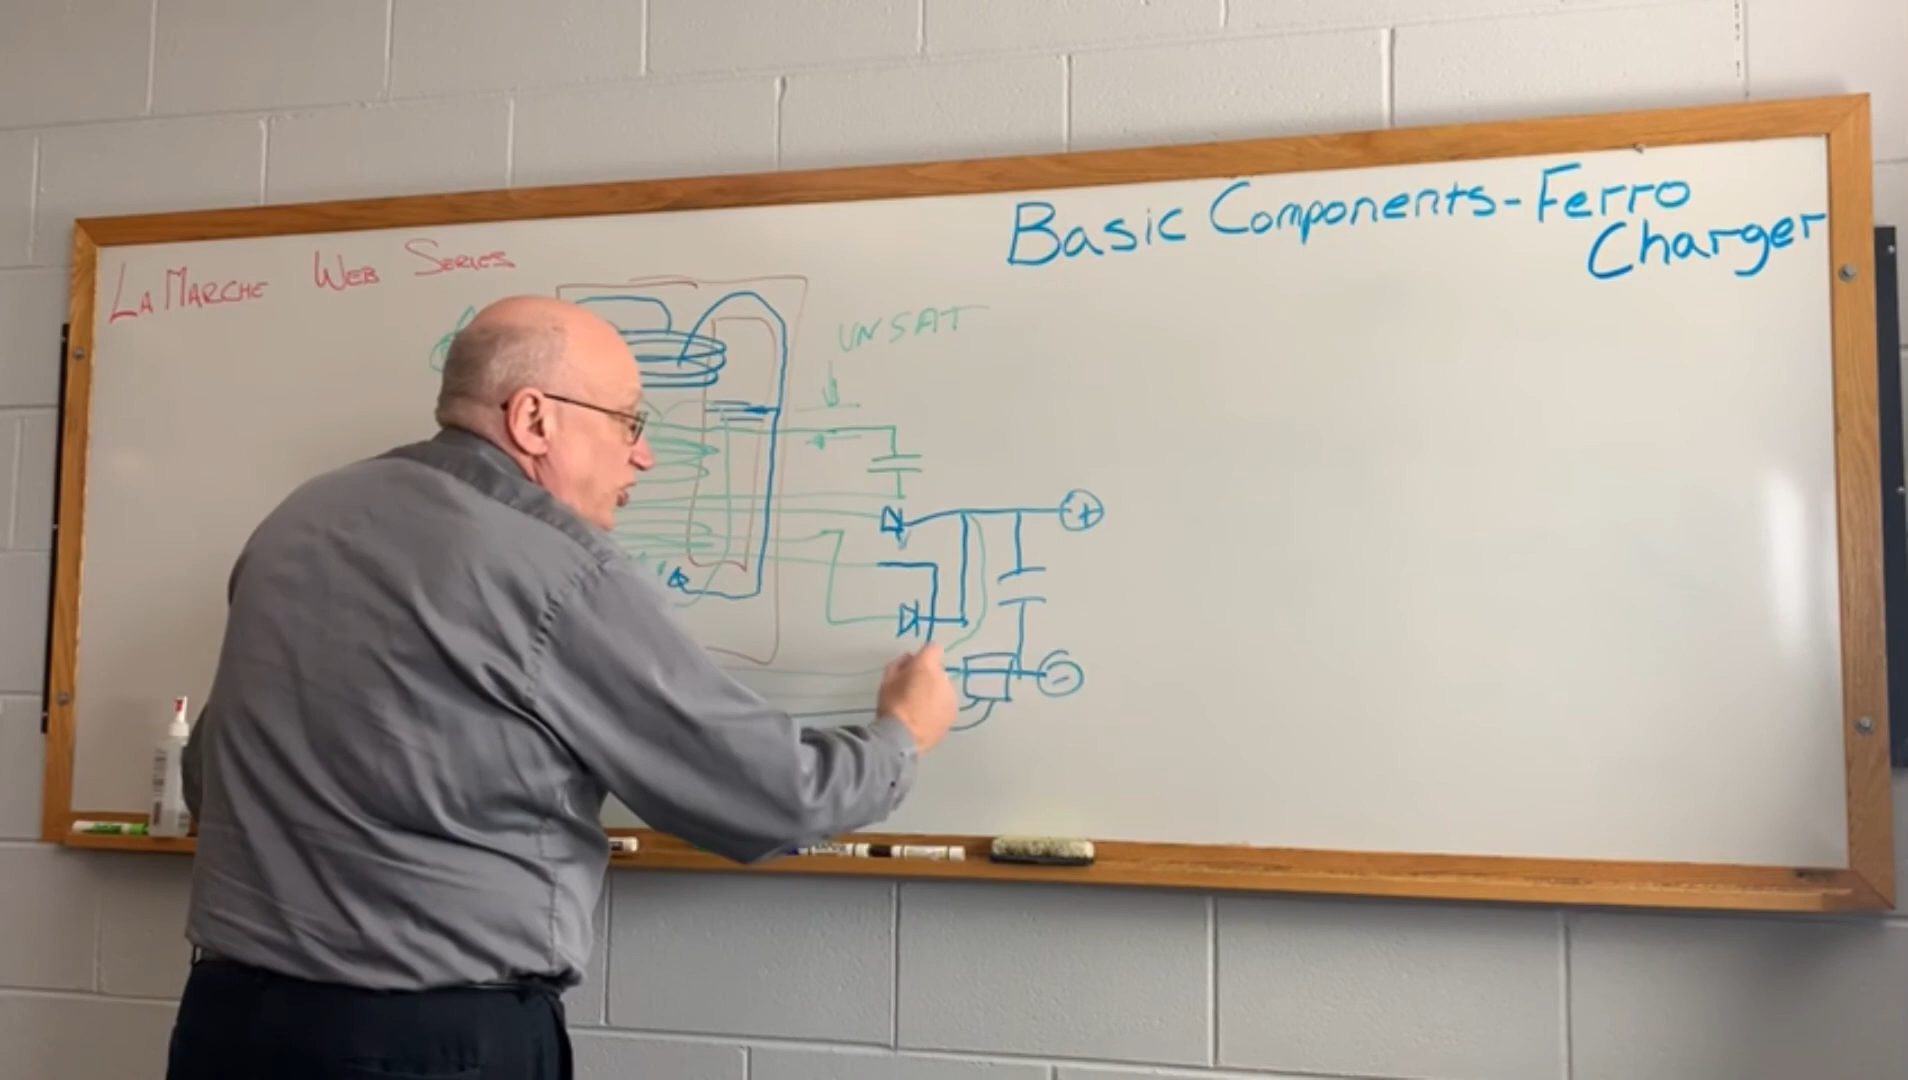 LA MARCHE WEB SERIES
Basic Components-Ferro
Charger
UNSAT
+
-